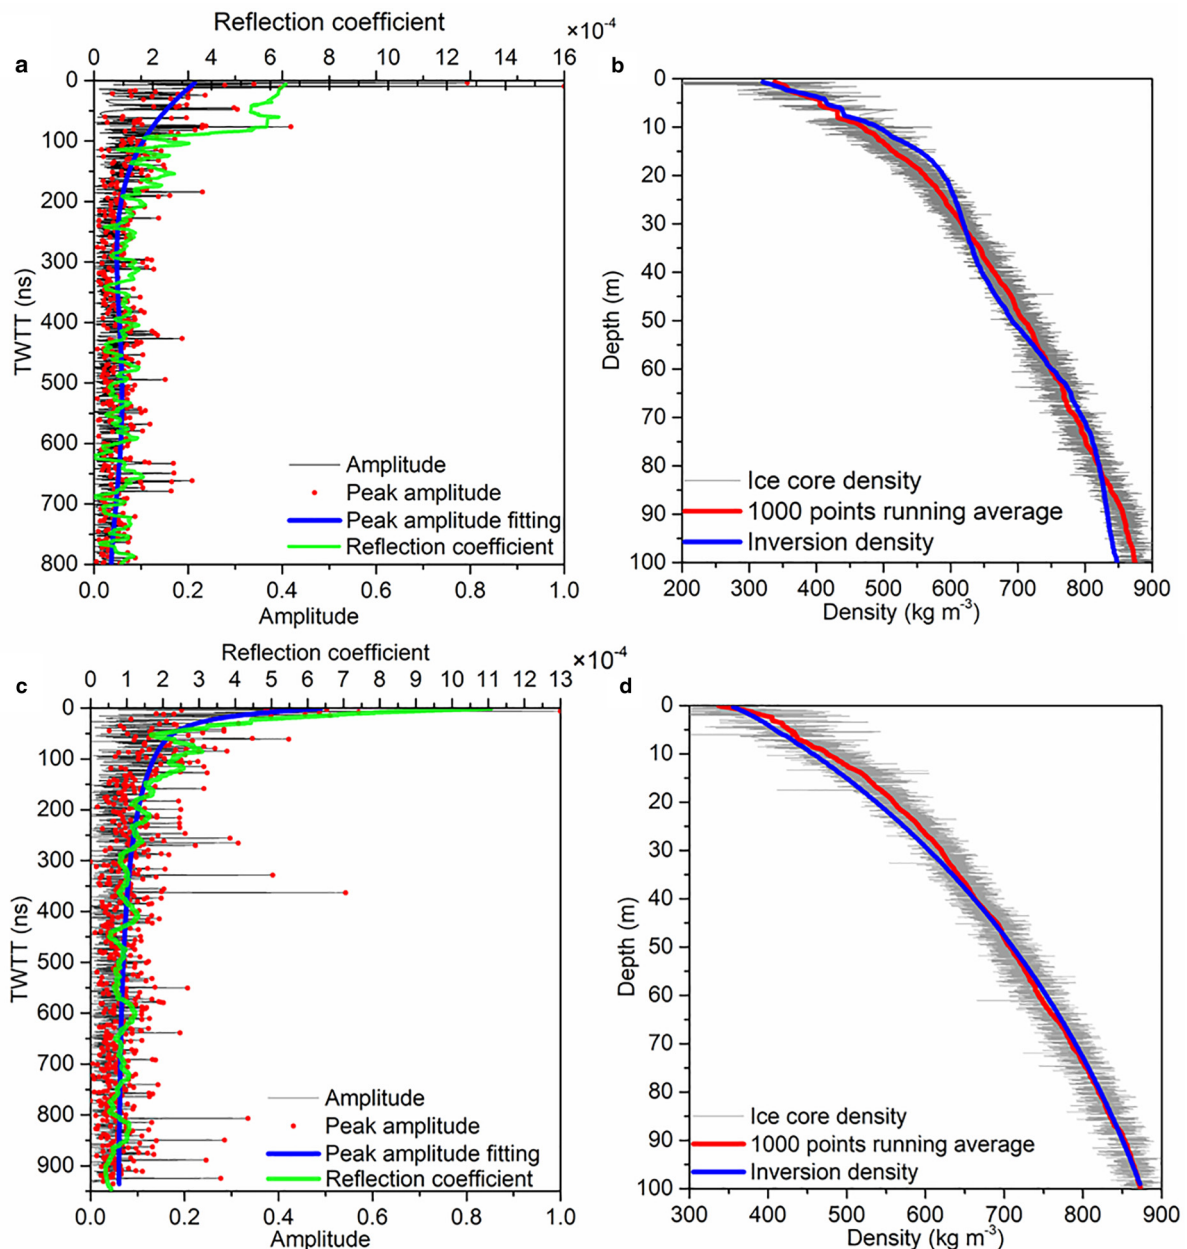 Reflection coefficient
×10-4
0 2 4 6 8 10 12 14 16
a
0
100
200
300
400
500
600
700
800
TWTT (ns)
Amplitude
Peak amplitude
Peak amplitude fitting
Reflection coefficient
0.0 0.2 0.4 0.6 0.8 1.0
Amplitude
b
0
10
20
30
40
50
60
70
80
90
100
Depth (m)
Ice core density
1000 points running average
Inversion density
200 300 400 500 600 700 800 900
Density (kg m-3)
Reflection coefficient
×10-4
0 1 2 3 4 5 6 7 8 9 10 11 12 13
c
0
100
200
300
400
500
600
700
800
900
TWTT (ns)
Amplitude
Peak amplitude
Peak amplitude fitting
Reflection coefficient
0.0 0.2 0.4 0.6 0.8 1.0
Amplitude
d
0
10
20
30
40
50
60
70
80
90
100
Depth (m)
Ice core density
1000 points running average
Inversion density
300 400 500 600 700 800 900
Density (kg m-3)